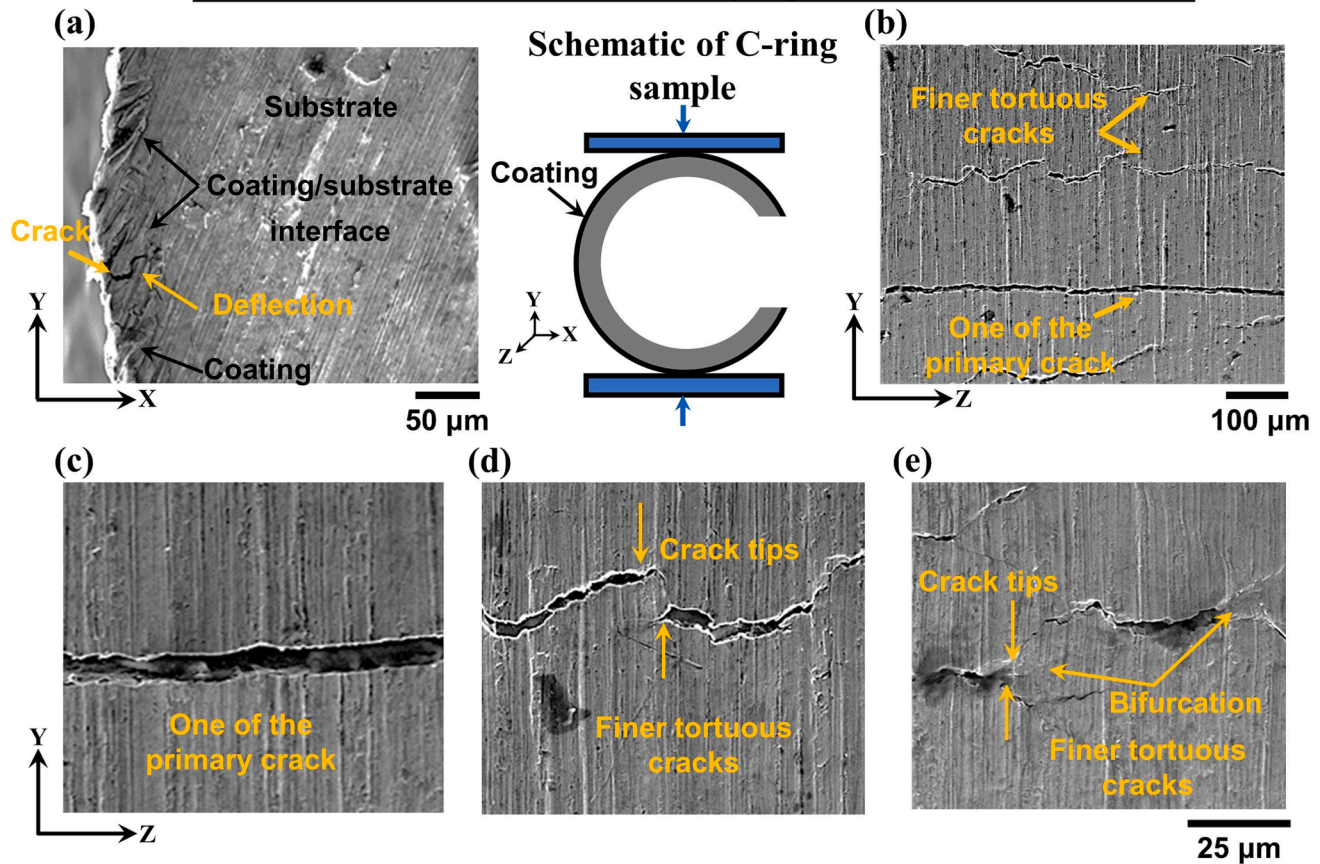 (a)
Substrate
Coating/substrate
interface
Crack
Deflection
Coating
Y
X
50 µm
Schematic of C-ring
sample
Coating
Y
X
Z
(b)
Finer tortuous
cracks
One of the
primary crack
Y
Z
100 µm
(c)
One of the
primary crack
Y
Z
(d)
Crack tips
Finer tortuous
cracks
(e)
Crack tips
Bifurcation
Finer tortuous
cracks
25 µm